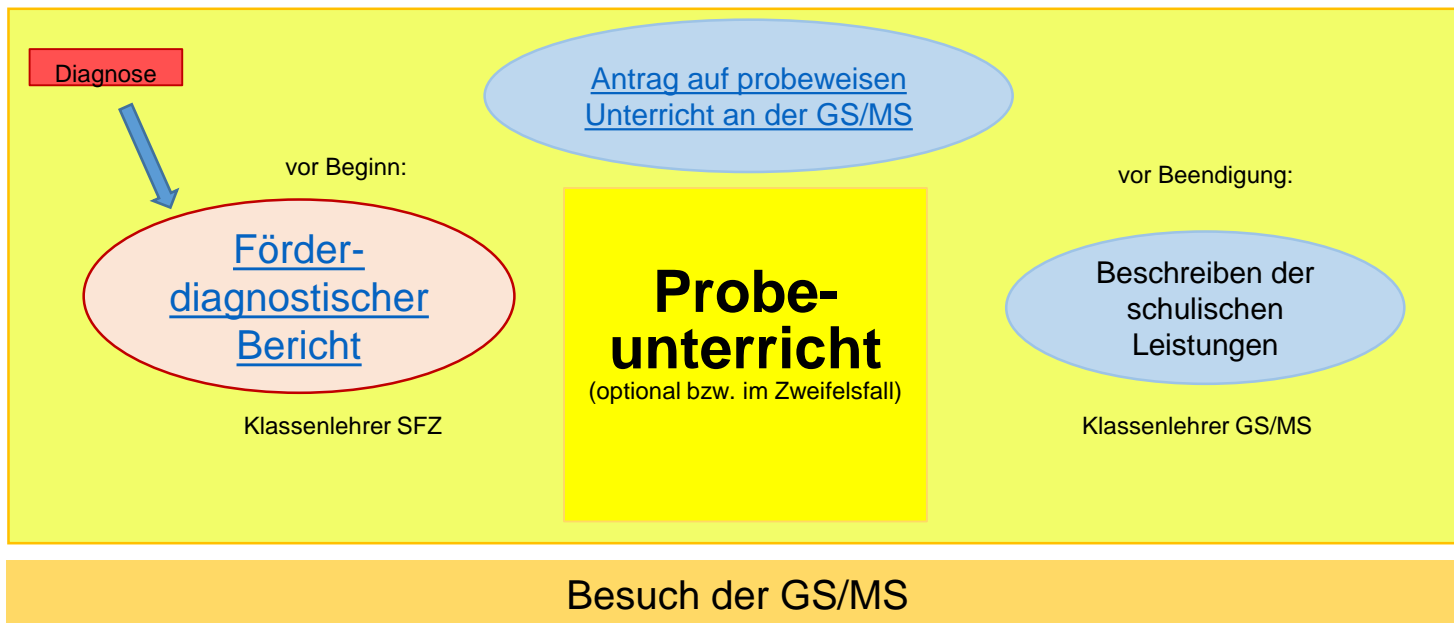 Diagnose
Antrag auf probeweisen
Unterricht an der GS/MS
vor Beginn:
Förder-
diagnostischer
Bericht
Klassenlehrer SFZ
Probe-
unterricht
(optional bzw. im Zweifelsfall)
vor Beendigung:
Beschreiben der
schulischen
Leistungen
Klassenlehrer GS/MS
Besuch der GS/MS